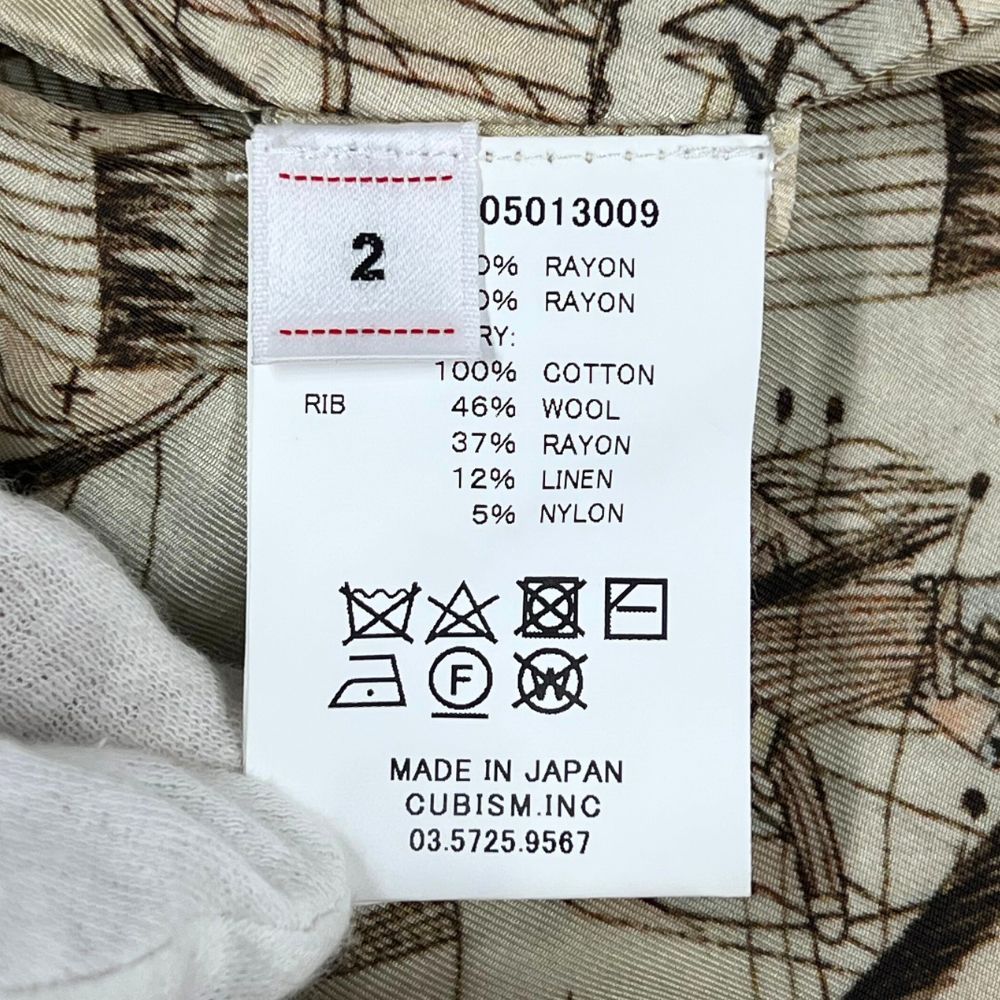 2
05013009
0% RAYON
0% RAYON
RY:
100% COTTON
RIB 46% WOOL
37% RAYON
12% LINEN
5% NYLON
F
W
MADE IN JAPAN
CUBISM.INC
03.5725.9567